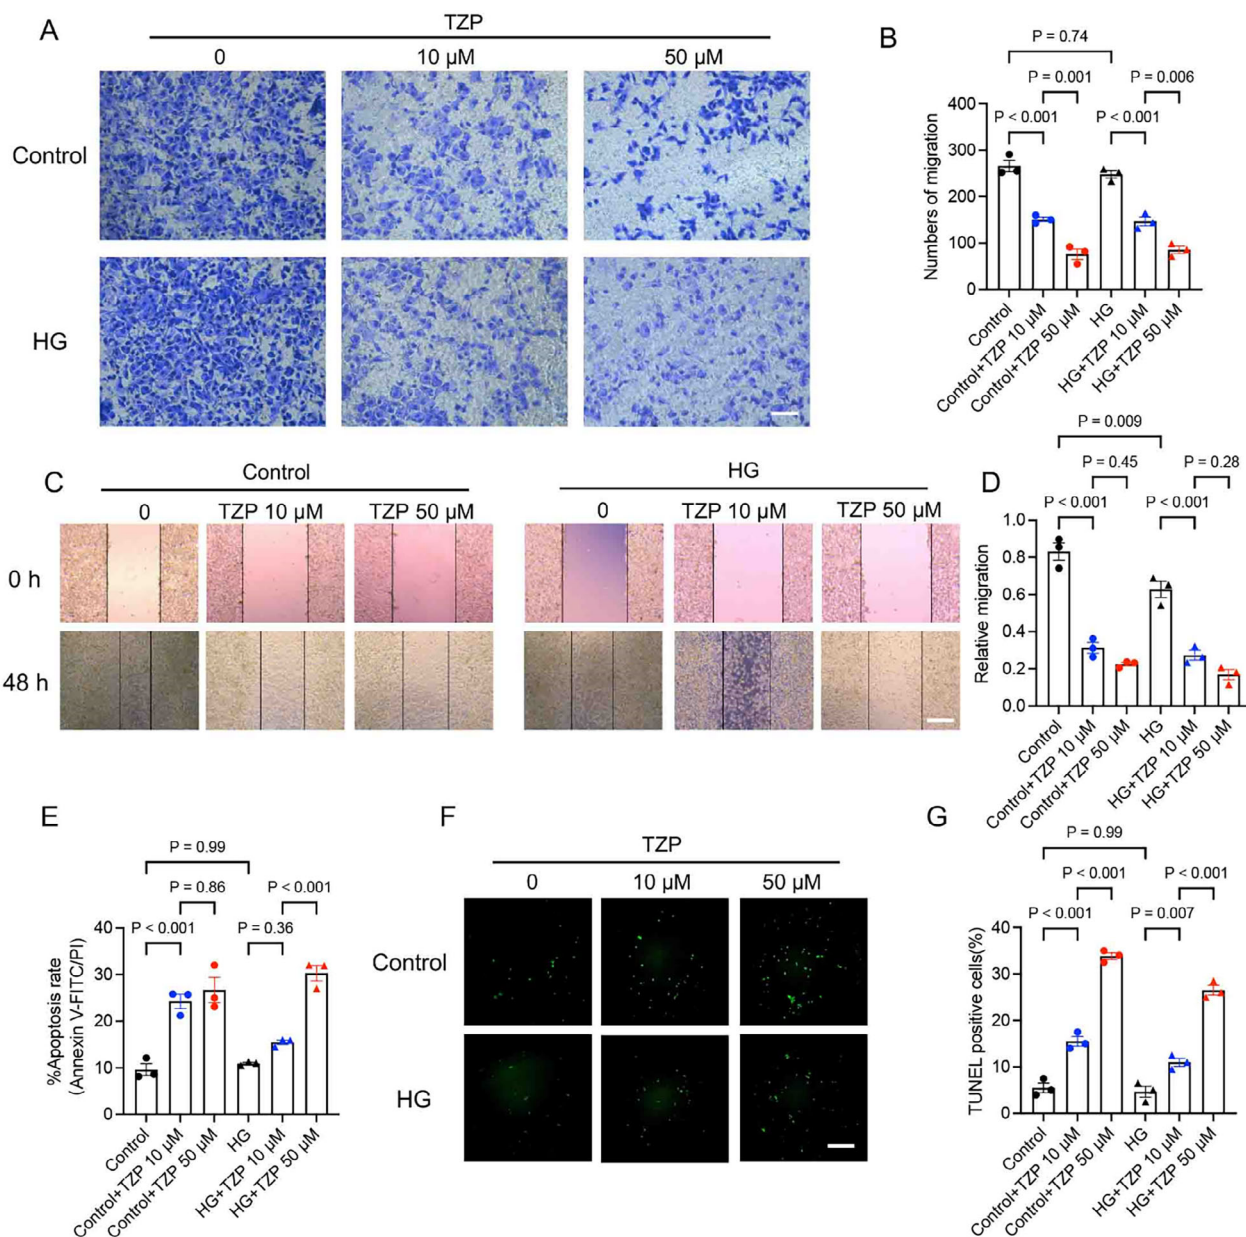 A
TZP
0
10 μM
50 μM
Control
HG
B
P = 0.74
P = 0.001
P = 0.006
P < 0.001
P < 0.001
Numbers of migration
400
300
200
100
0
Control
Control+TZP 10 μM
Control+TZP 50 μM
HG
HG+TZP 10 μM
HG+TZP 50 μM
C
Control
HG
0
TZP 10 μM
TZP 50 μM
0
TZP 10 μM
TZP 50 μM
0 h
48 h
D
P = 0.009
P = 0.45
P = 0.28
P < 0.001
P < 0.001
Relative migration
1.0
0.8
0.6
0.4
0.2
0.0
Control
Control+TZP 10 μM
Control+TZP 50 μM
HG
HG+TZP 10 μM
HG+TZP 50 μM
E
P = 0.99
P = 0.86
P < 0.001
P < 0.001
P = 0.36
%Apoptosis rate
(Annexin V-FITC/PI)
40
30
20
10
0
Control
Control+TZP 10 μM
Control+TZP 50 μM
HG
HG+TZP 10 μM
HG+TZP 50 μM
F
TZP
0
10 μM
50 μM
Control
HG
G
P = 0.99
P < 0.001
P < 0.001
P < 0.001
P = 0.007
TUNEL positive cells(%)
40
30
20
10
0
Control
Control+TZP 10 μM
Control+TZP 50 μM
HG
HG+TZP 10 μM
HG+TZP 50 μM